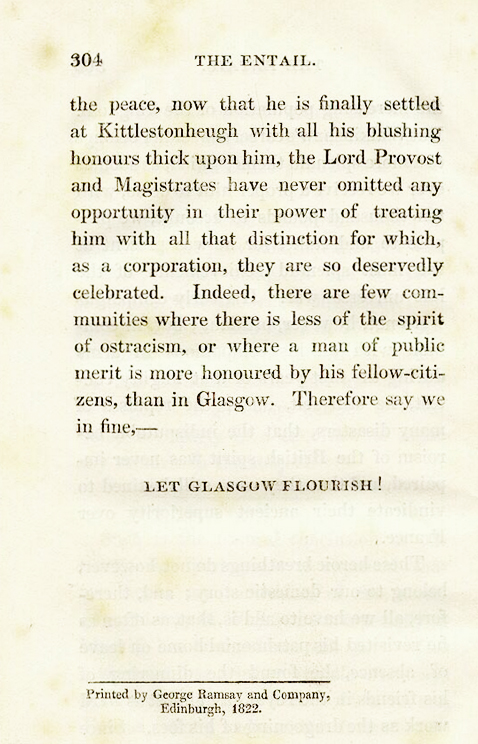 304 THE ENTAIL.
the peace, now that he is finally settled
at Kittlestonheugh with all his blushing
honours thick upon him, the Lord Provost
and Magistrates have never omitted any
opportunity in their power of treating
him with all that distinction for which,
as a corporation, they are so deservedly
celebrated. Indeed, there are few com-
munities where there is less of the spirit
of ostracism, or where a man of public
merit is more honoured by his fellow-citi-
zens, than in Glasgow. Therefore say we
in fine,—
LET GLASGOW FLOURISH!
Printed by George Ramsay and Company,
Edinburgh, 1822.